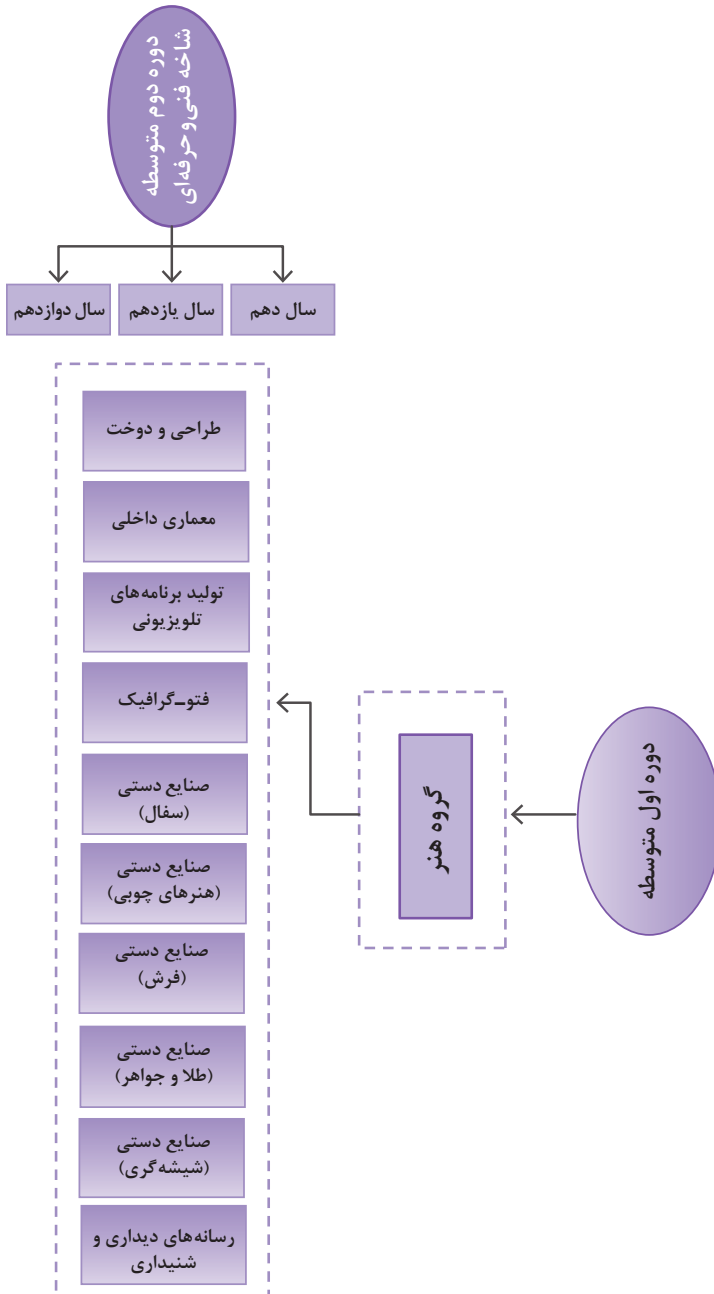 دوره دوم متوسطه
شاخه فنی‌وحرفه‌ای
سال دهم
سال یازدهم
سال دوازدهم
طراحی و دوخت
معماری داخلی
تولید برنامه‌های
تلویزیونی
فتو-گرافیک
صنایع دستی
(سفال)
صنایع دستی
(هنرهای چوبی)
صنایع دستی
(فرش)
صنایع دستی
(طلا و جواهر)
صنایع دستی
(شیشه‌گری)
رسانه‌های دیداری و
شنیداری
گروه هنر
دوره اول متوسطه